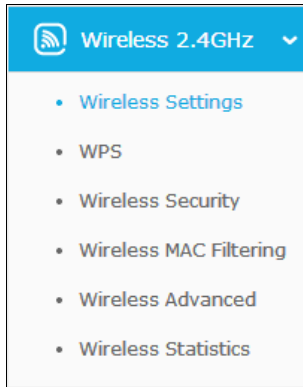 Wireless 2.4GHz
Wireless Settings
WPS
Wireless Security
Wireless MAC Filtering
Wireless Advanced
Wireless Statistics